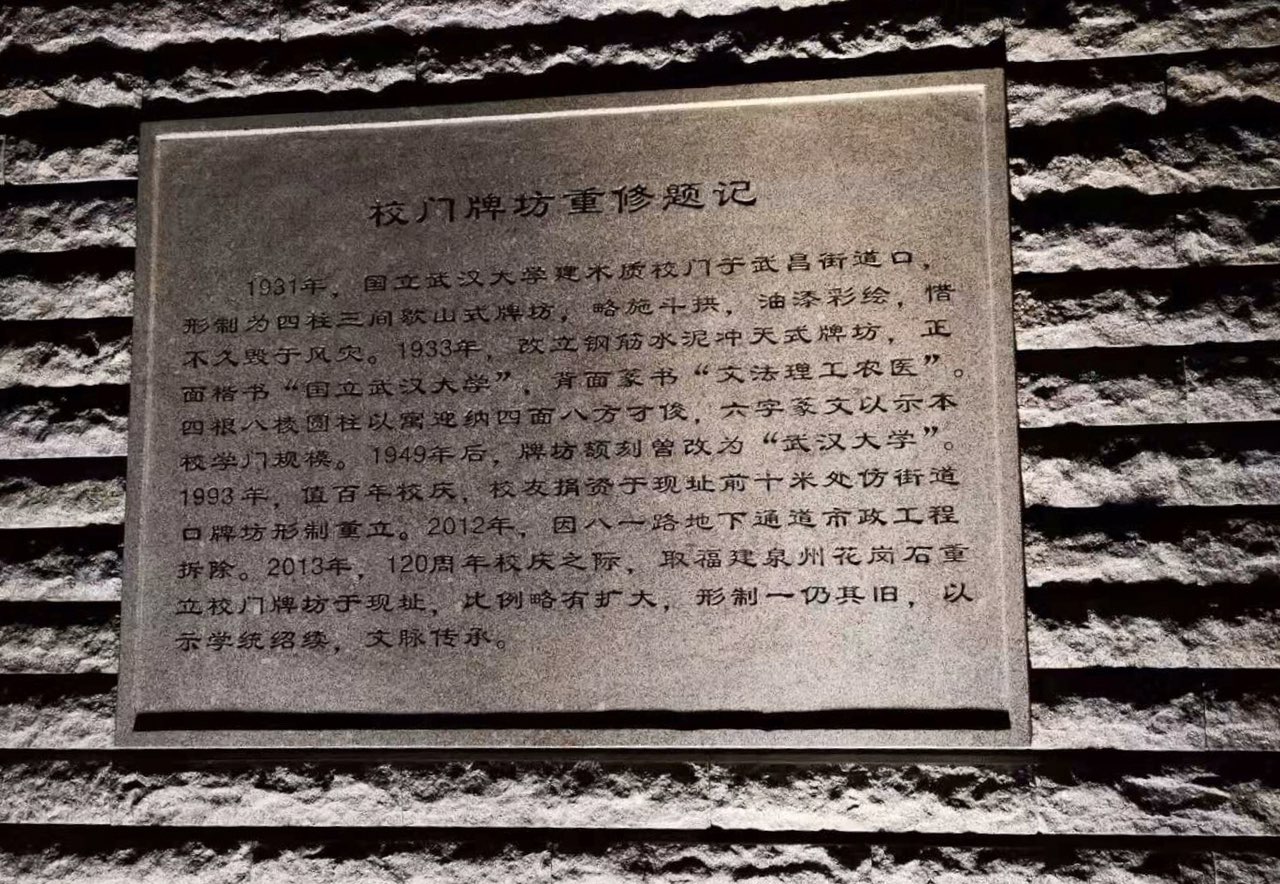 校门牌坊重修题记
1931年，国立武汉大学建木质校门于武昌街道口，
形制为四柱三间歇山式牌坊，略施斗拱，油漆彩绘，惜
不久毁于风灾。1933年，改立钢筋水泥冲天式牌坊，正
面楷书“国立武汉大学”，背面篆书“文法理工农医”。
四根八棱圆柱以寓迎纳四面八方才俊，六字篆文以示本
校学门规模。1949年后，牌坊额刻曾改为“武汉大学”。
1993年，值百年校庆，校友捐资于现址前十米处仿街道
口牌坊形制重立。2012年，因八一路地下通道市政工程
拆除。2013年，120周年校庆之际，取福建泉州花岗石重
立校门牌坊于现址，比例略有扩大，形制一仍其旧，以
示学统绍续，文脉传承。